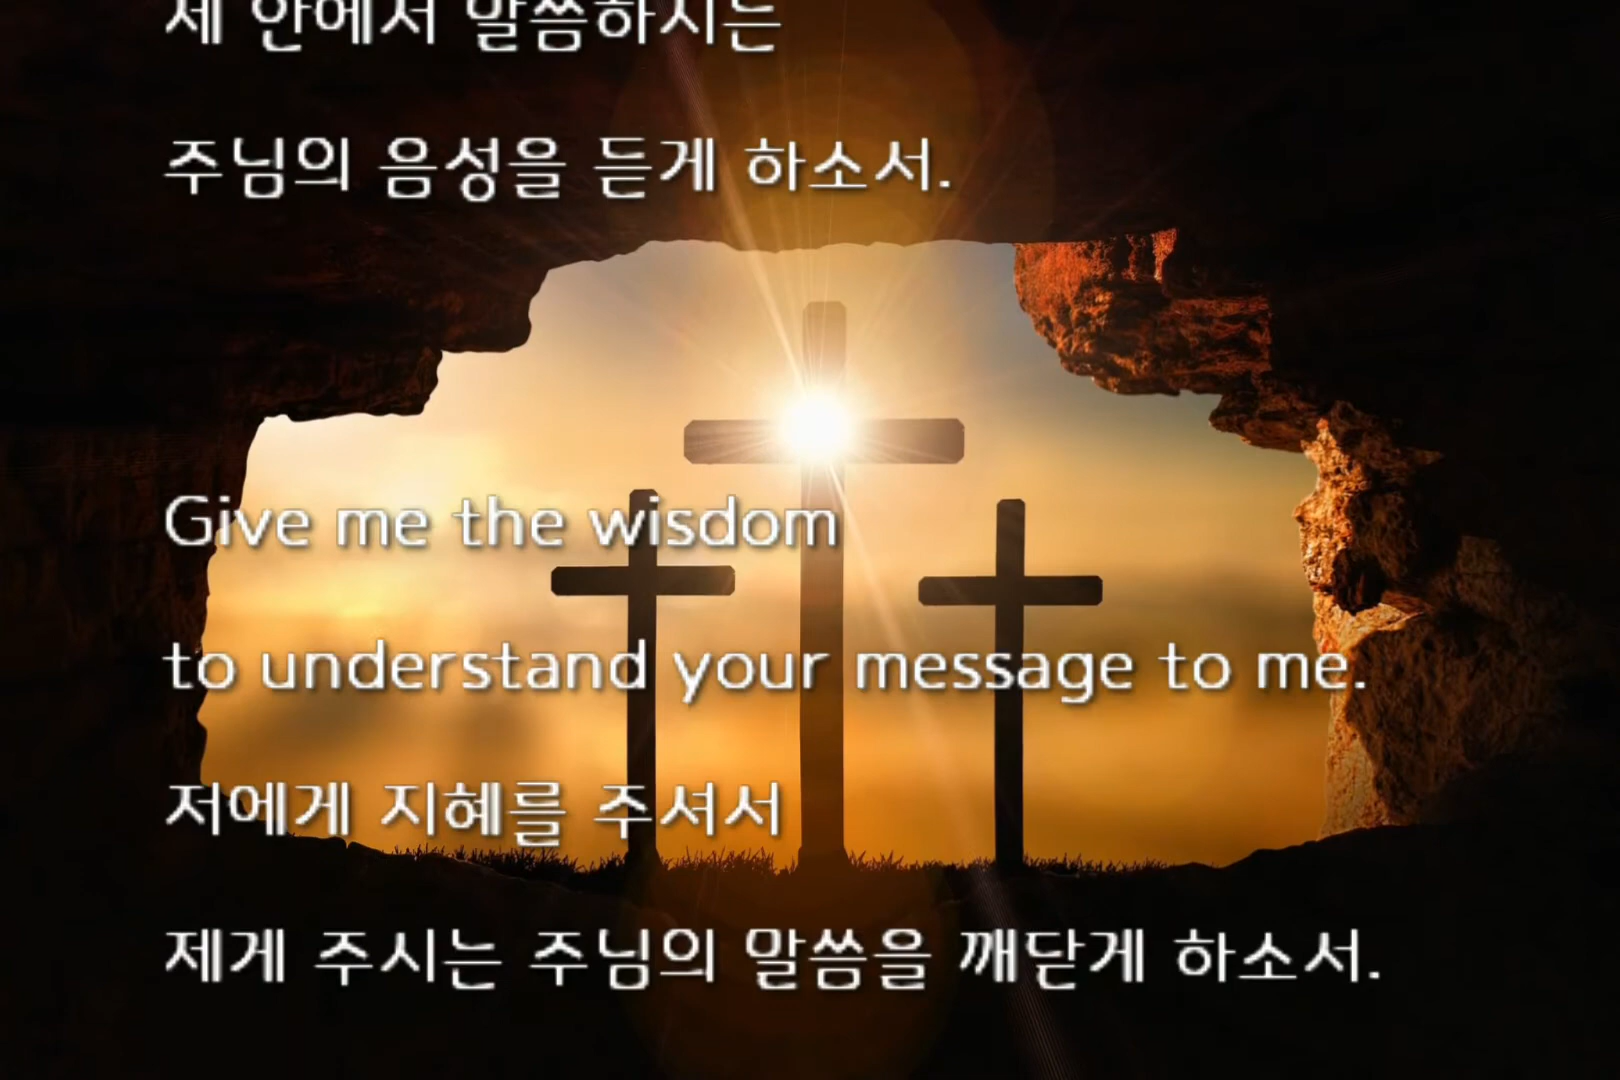 제 안에서 말씀하시는
주님의 음성을 듣게 하소서.
Give me the wisdom
to understand your message to me.
저에게 지혜를 주셔서
제게 주시는 주님의 말씀을 깨닫게 하소서.